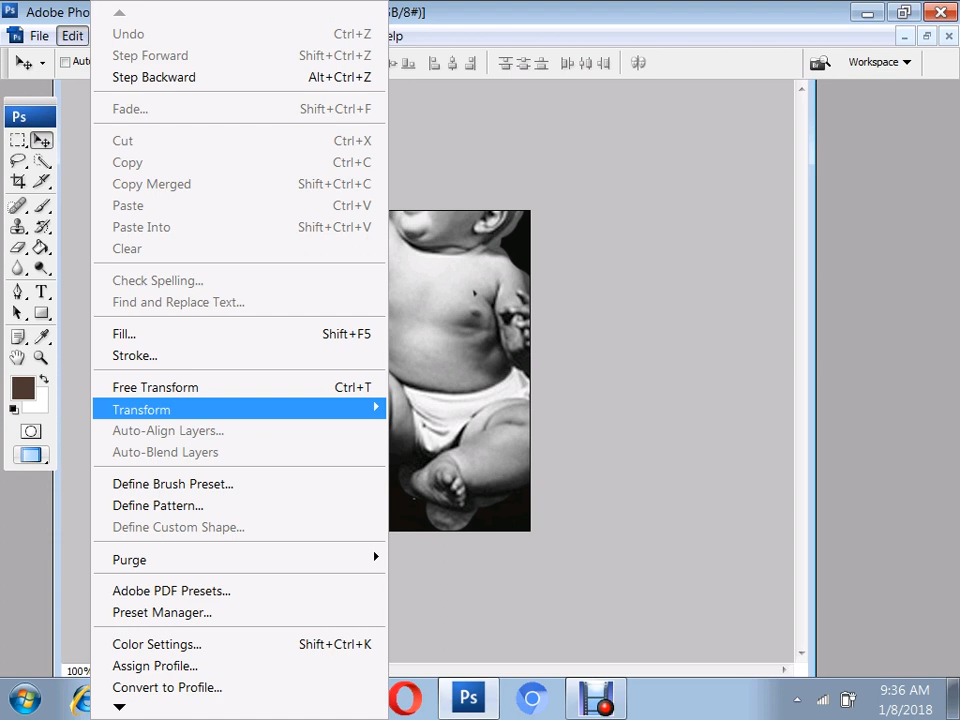 Adobe Pho
SB/8#)]
File Edit
elp
Auto
Workspace
Ps
Undo Ctrl+Z
Step Forward Shift+Ctrl+Z
Step Backward Alt+Ctrl+Z
Fade... Shift+Ctrl+F
Cut Ctrl+X
Copy Ctrl+C
Copy Merged Shift+Ctrl+C
Paste Ctrl+V
Paste Into Shift+Ctrl+V
Clear
Check Spelling...
Find and Replace Text...
Fill... Shift+F5
Stroke...
Free Transform Ctrl+T
Transform
Auto-Align Layers...
Auto-Blend Layers
Define Brush Preset...
Define Pattern...
Define Custom Shape...
Purge
Adobe PDF Presets...
Preset Manager...
Color Settings... Shift+Ctrl+K
Assign Profile...
Convert to Profile...
100%
Ps
9:36 AM
1/8/2018